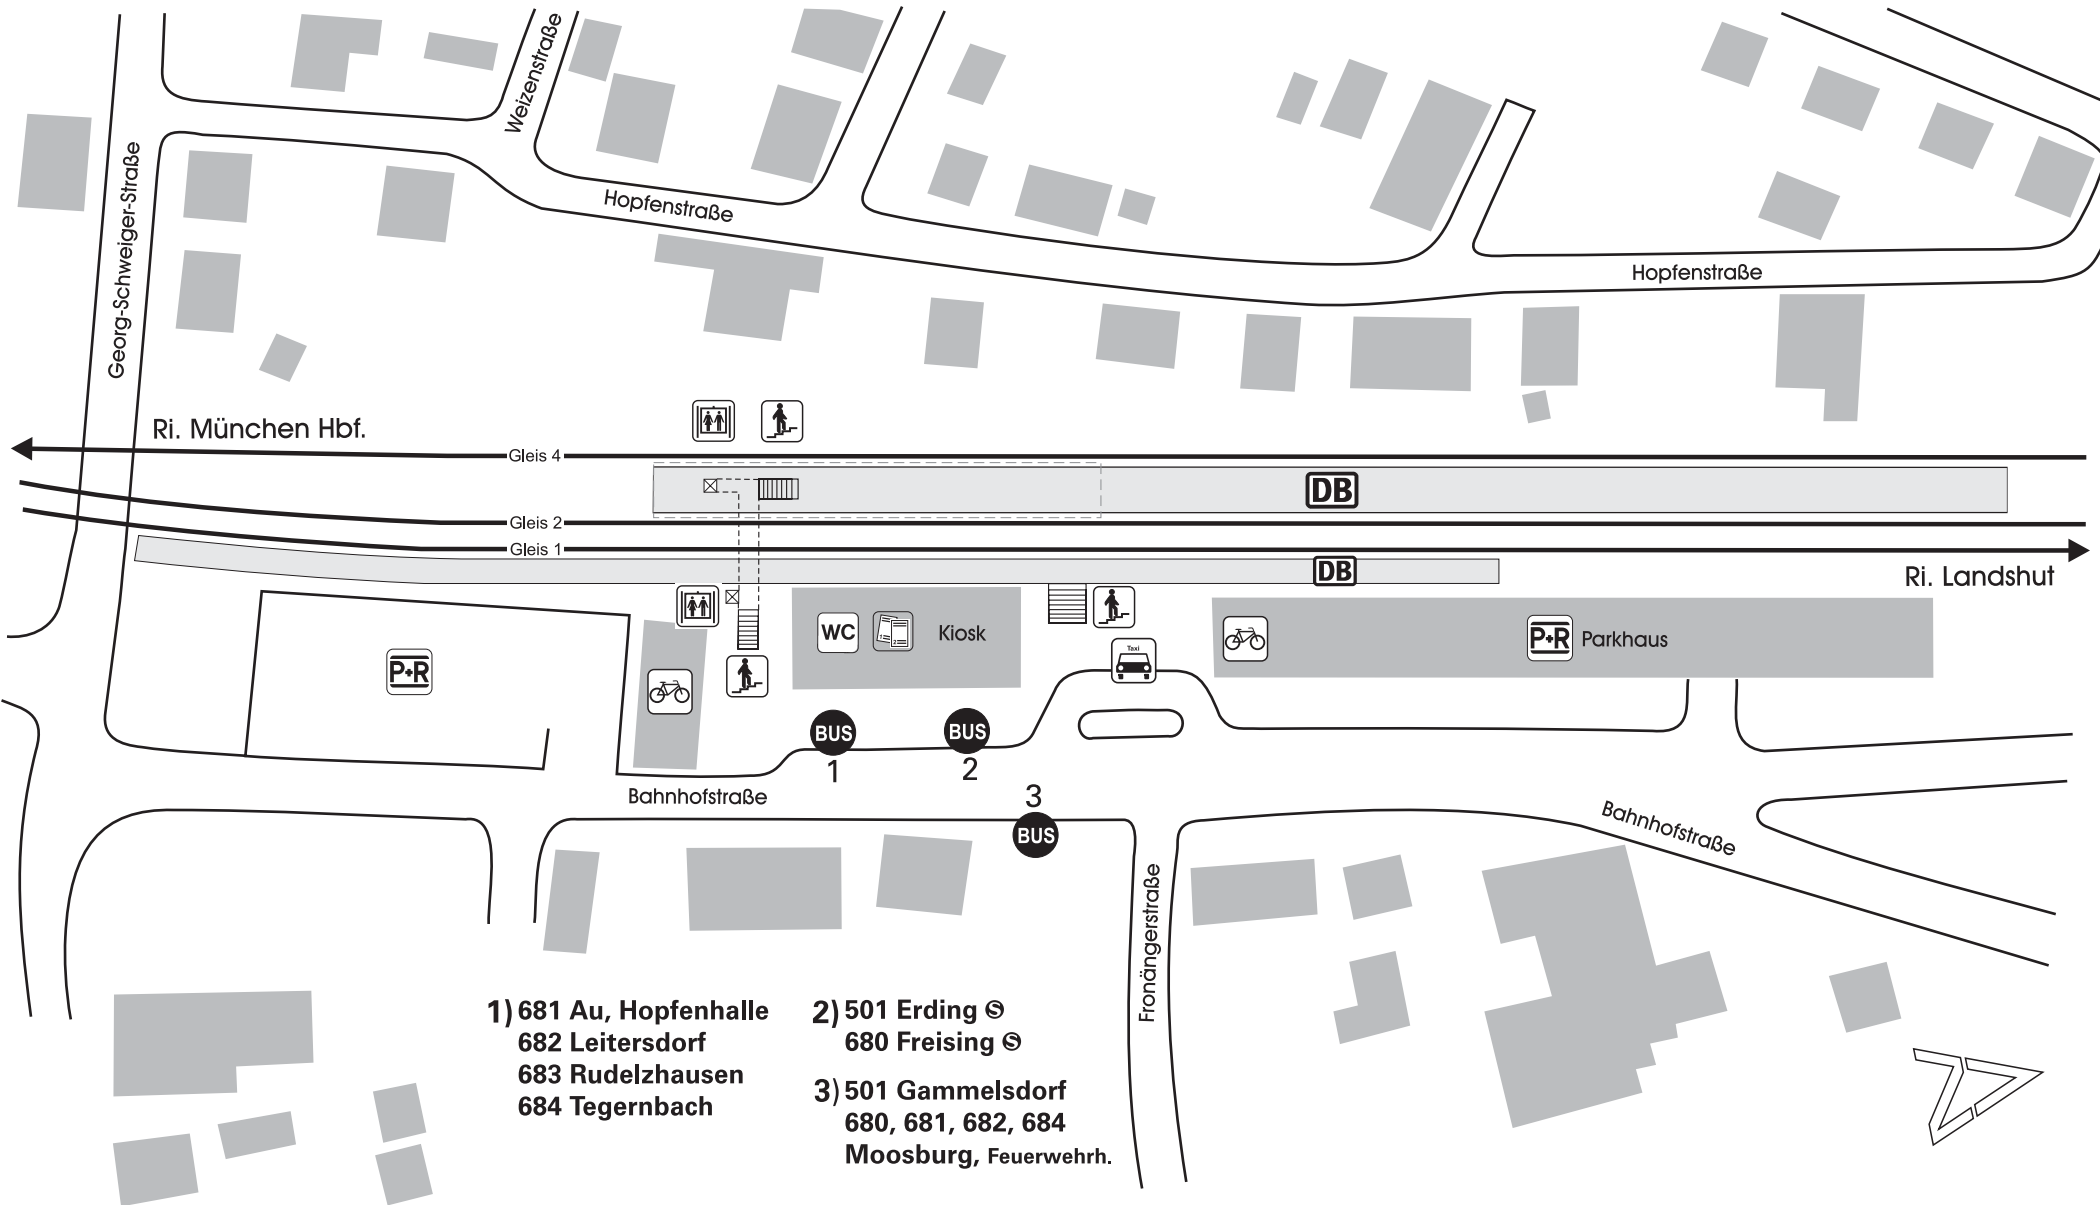 Weizenstraße
Georg-Schweiger-Straße
Hopfenstraße
Hopfenstraße
Ri. München Hbf.
Gleis 4
DB
Gleis 2
Gleis 1
DB
Ri. Landshut
WC
Kiosk
P+R
Parkhaus
P+R
Taxi
BUS
1
BUS
2
Bahnhofstraße
3
BUS
Bahnhofstraße
Fronängerstraße
1) 681 Au, Hopfenhalle
682 Leitersdorf
683 Rudelzhausen
684 Tegernbach
2) 501 Erding S
680 Freising S
3) 501 Gammelsdorf
680, 681, 682, 684
Moosburg, Feuerwehrh.